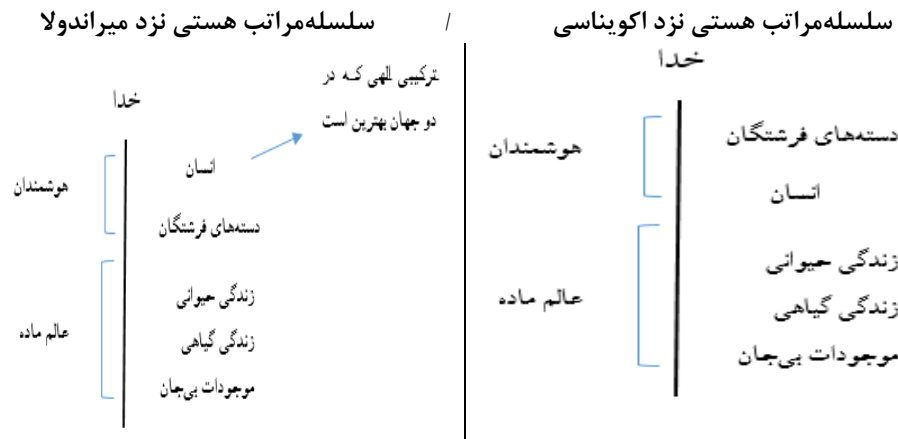 سلسله‌مراتب هستی نزد اکویناسی / سلسله‌مراتب هستی نزد میراندولا
خدا
دسته‌های فرشتگان
هوشمندان
انسان
زندگی حیوانی
عالم ماده
زندگی گیاهی
موجودات بی‌جان
ترکیبی الهی که در
دو جهان بهترین است
خدا
انسان
هوشمندان
دسته‌های فرشتگان
زندگی حیوانی
عالم ماده
زندگی گیاهی
موجودات بی‌جان